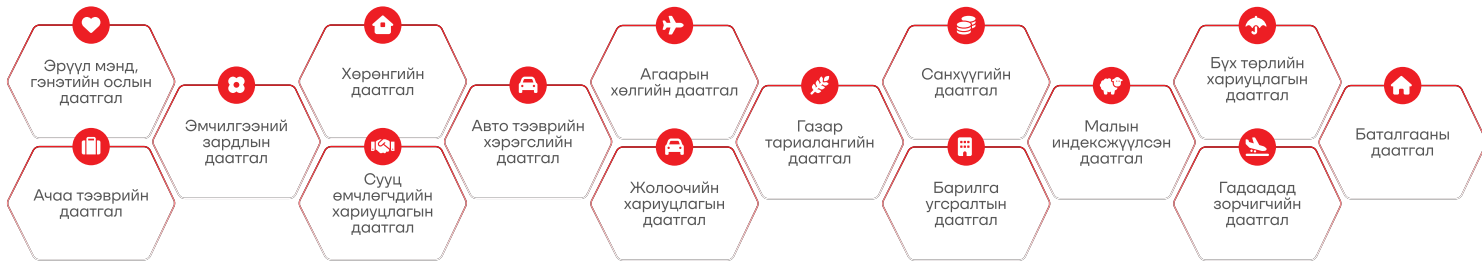 Эрүүл мэнд,
гэнэтийн ослын
даатгал
Ачаа тээврийн
даатгал
Эмчилгээний
зардлын
даатгал
Хөрөнгийн
даатгал
Сууц
өмчлөгчдийн
хариуцлагын
даатгал
Авто тээврийн
хэрэгслийн
даатгал
Агаарын
хөлгийн даатгал
Жолоочийн
хариуцлагын
даатгал
Газар
тариалангийн
даатгал
Санхүүгийн
даатгал
Барилга
угсралтын
даатгал
Малын
индексжүүлсэн
даатгал
Бүх төрлийн
хариуцлагын
даатгал
Гадаадад
зорчигчийн
даатгал
Баталгааны
даатгал